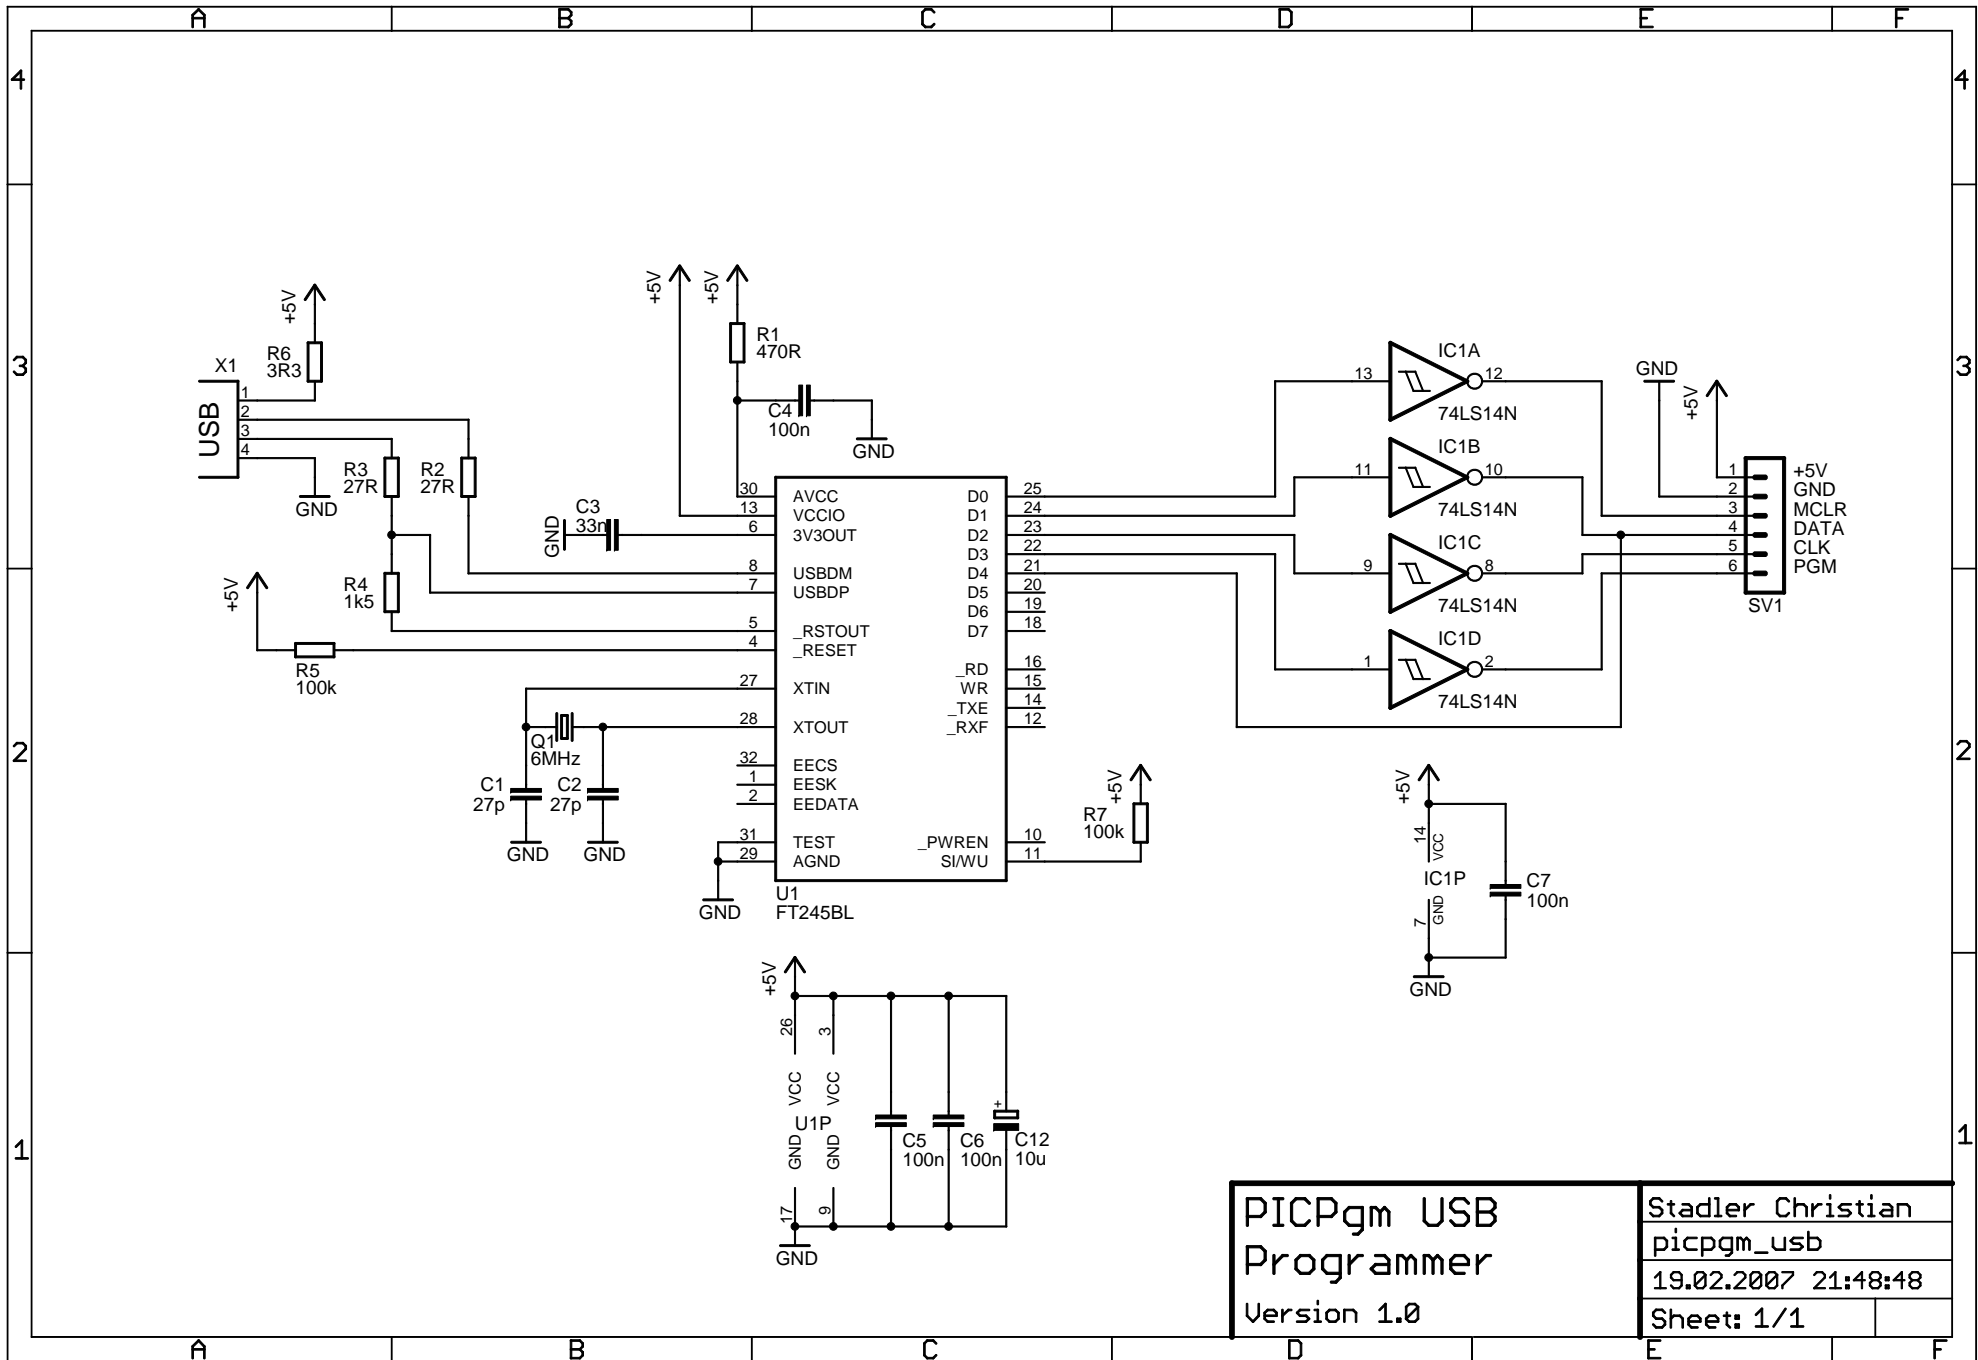 A B C D E F
4 4
3 3
2 2
1 1
+5V
R6
3R3
X1
USB
1
2
3
4
GND
R3
27R
R2
27R
R4
1k5
+5V
R5
100k
+5V
+5V
R1
470R
C4
100n
GND
GND
C3
33n
30 AVCC
13 VCCIO
6 3V3OUT
8 USBDM
7 USBDP
5 _RSTOUT
4 _RESET
27 XTIN
28 XTOUT
32 EECS
1 EESK
2 EEDATA
31 TEST
29 AGND
D0 25
D1 24
D2 23
D3 22
D4 21
D5 20
D6 19
D7 18
_RD 16
WR 15
_TXE 14
_RXF 12
_PWREN 10
SI/WU 11
U1
FT245BL
GND
Q1
6MHz
C1
27p
C2
27p
GND
GND
+5V
R7
100k
IC1A
13 12
74LS14N
IC1B
11 10
74LS14N
IC1C
9 8
74LS14N
IC1D
1 2
74LS14N
GND
+5V
1 +5V
2 GND
3 MCLR
4 DATA
5 CLK
6 PGM
SV1
+5V
14 VCC
IC1P
7 GND
C7
100n
GND
+5V
26 3
VCC VCC
U1P
GND GND
17 9
GND
C5
100n
C6
100n
+
C12
10u
PICPgm USB
Programmer
Version 1.0
Stadler Christian
picpgm_usb
19.02.2007 21:48:48
Sheet: 1/1
A B C D E F